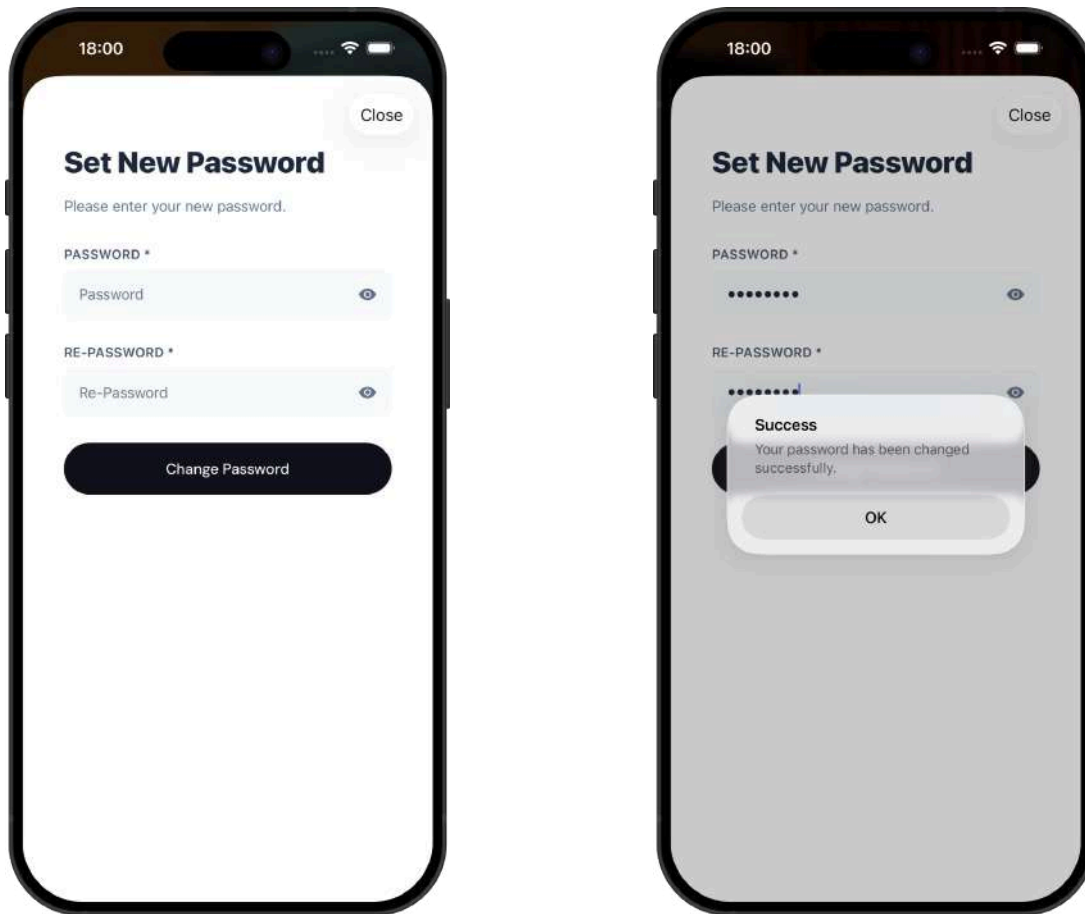 18:00
Close
Set New Password
Please enter your new password.
PASSWORD *
Password
RE-PASSWORD *
Re-Password
Change Password
18:00
Close
Set New Password
Please enter your new password.
PASSWORD *
••••••••
RE-PASSWORD *
••••••••
Success
Your password has been changed
successfully.
OK